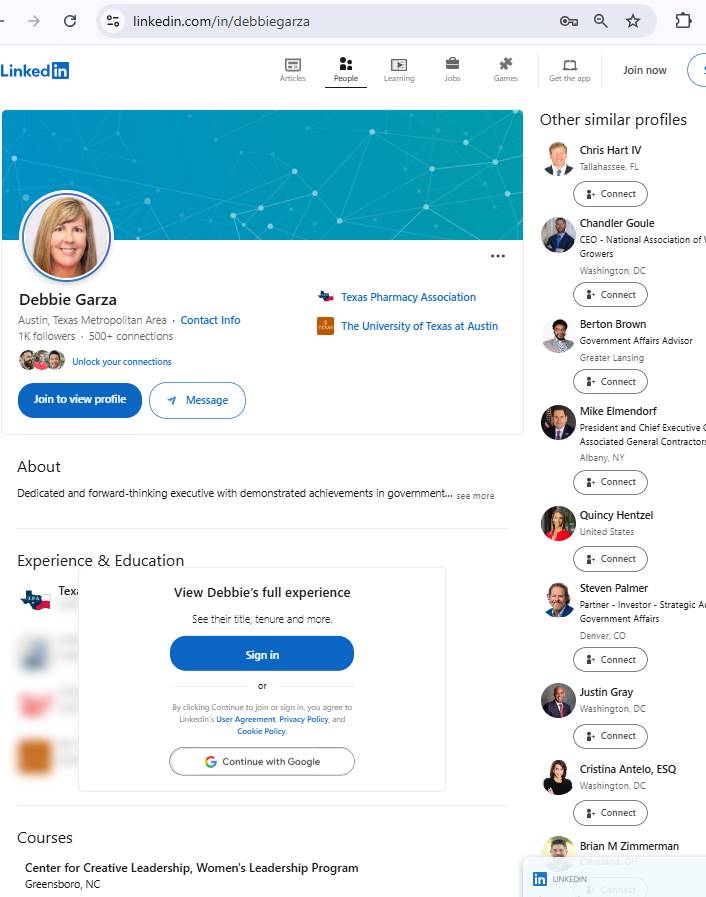 linkedin.com/in/debbiegarza
Linked in
Articles
People
Learning
Jobs
Games
Get the app
Join now
Debbie Garza
Austin, Texas Metropolitan Area · Contact Info
1K followers · 500+ connections
Unlock your connections
Join to view profile
Message
Texas Pharmacy Association
TEXAS
The University of Texas at Austin
About
Dedicated and forward-thinking executive with demonstrated achievements in government... see more
Experience & Education
TPA
Texa
View Debbie’s full experience
See their title, tenure and more.
Sign in
or
By clicking Continue to join or sign in, you agree to
LinkedIn’s User Agreement, Privacy Policy, and
Cookie Policy.
G Continue with Google
Courses
Center for Creative Leadership, Women's Leadership Program
Greensboro, NC
Other similar profiles
Chris Hart IV
Tallahassee, FL
Connect
Chandler Goule
CEO - National Association of
Growers
Washington, DC
Connect
Berton Brown
Government Affairs Advisor
Greater Lansing
Connect
Mike Elmendorf
President and Chief Executive
Associated General Contractors
Albany, NY
Connect
Quincy Hentzel
United States
Connect
Steven Palmer
Partner - Investor - Strategic
Government Affairs
Denver, CO
Connect
Justin Gray
Washington, DC
Connect
Cristina Antelo, ESQ
Washington, DC
Connect
Brian M Zimmerman
Cleveland, OH
Connect
in LINKEDIN